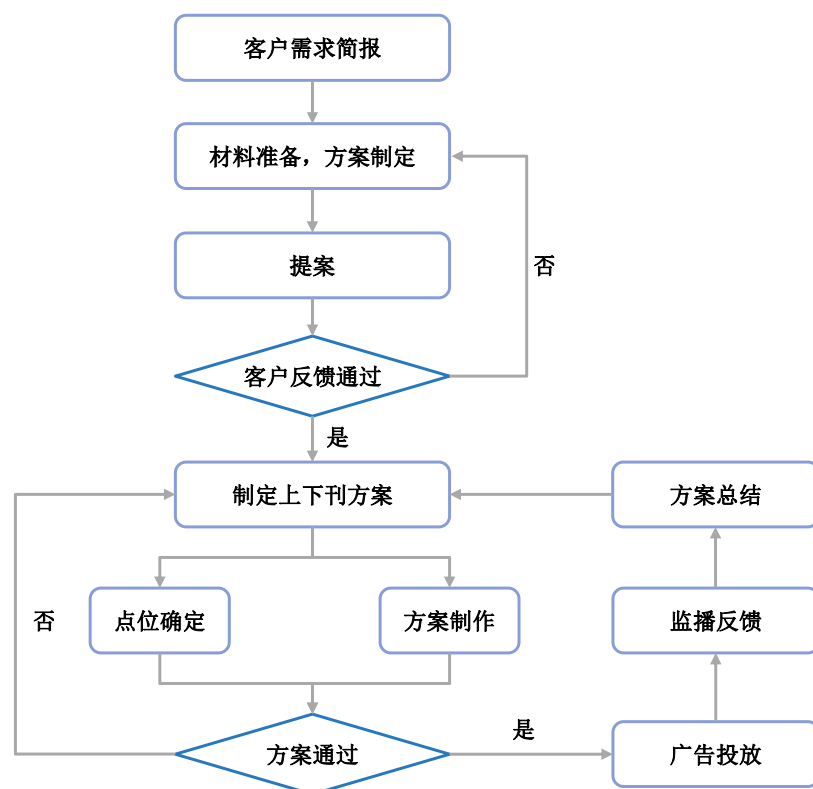 客户需求简报
材料准备，方案制定
提案
否
客户反馈通过
是
制定上下刊方案
方案总结
否
点位确定
方案制作
监播反馈
是
方案通过
广告投放